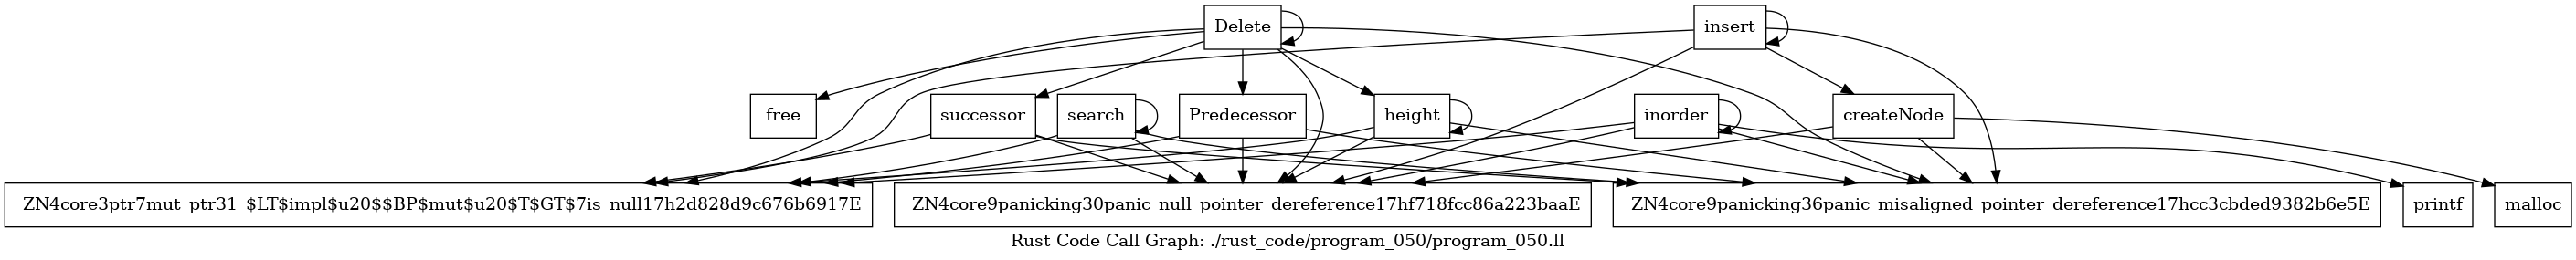 Delete
insert
free
successor
search
Predecessor
height
inorder
createNode
_ZN4core3ptr7mut_ptr31_$LT$impl$u20$$BP$mut$u20$T$GT$7is_null17h2d828d9c676b6917E
_ZN4core9panicking30panic_null_pointer_dereference17hf718fcc86a223baaE
_ZN4core9panicking36panic_misaligned_pointer_dereference17hcc3cbded9382b6e5E
printf
malloc
Rust Code Call Graph: ./rust_code/program_050/program_050.ll